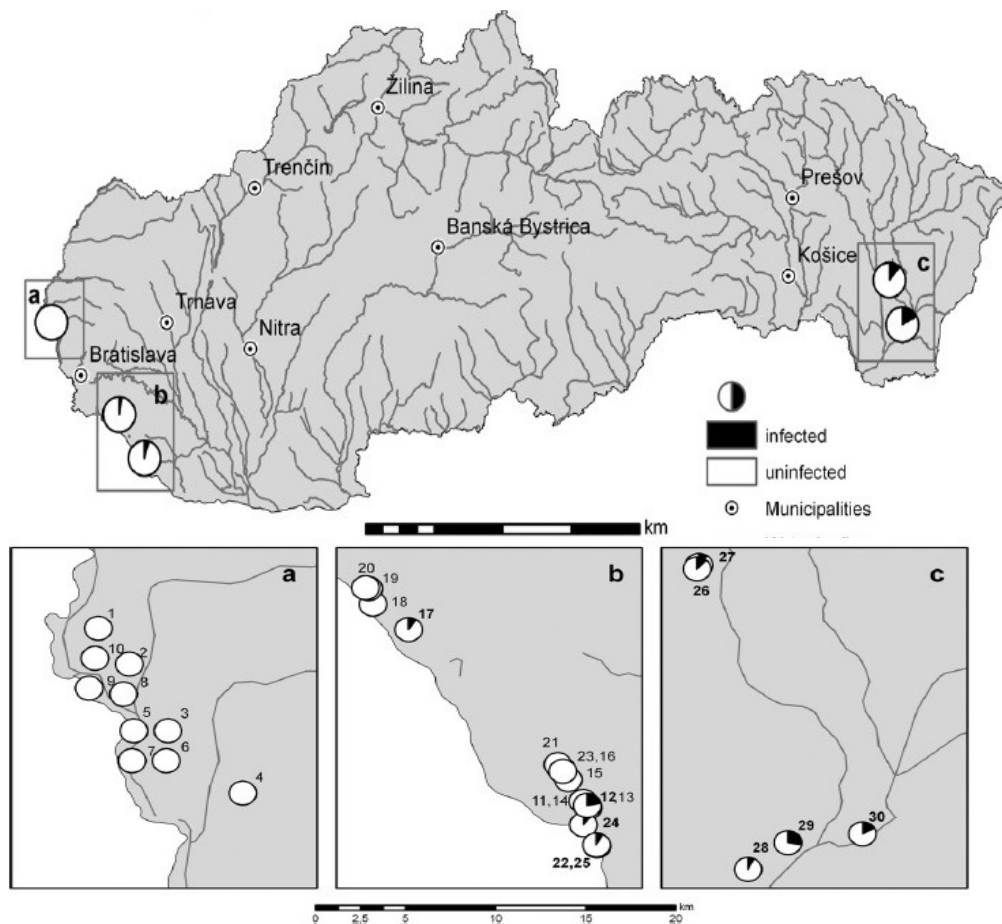 Žilina
Trenčín
Prešov
Banská Bystrica
Košice
c
a
Trnava
Nitra
Bratislava
b
infected
uninfected
Municipalities
km
a
1
10
2
9
8
5
3
7
6
4
b
20
19
18
17
21
23,16
15
11,14
12,13
24
22,25
c
27
26
29
30
28
km
0 2,5 5 10 15 20